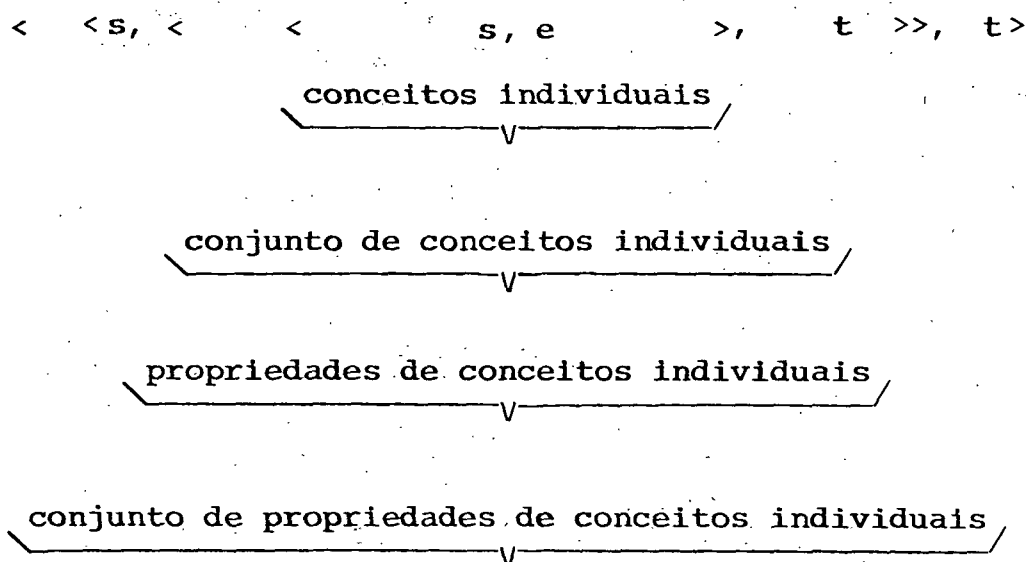 < <s, < < s, e >, t >>, t>
conceitos individuais
conjunto de conceitos individuais
propriedades de conceitos individuais
conjunto de propriedades de conceitos individuais